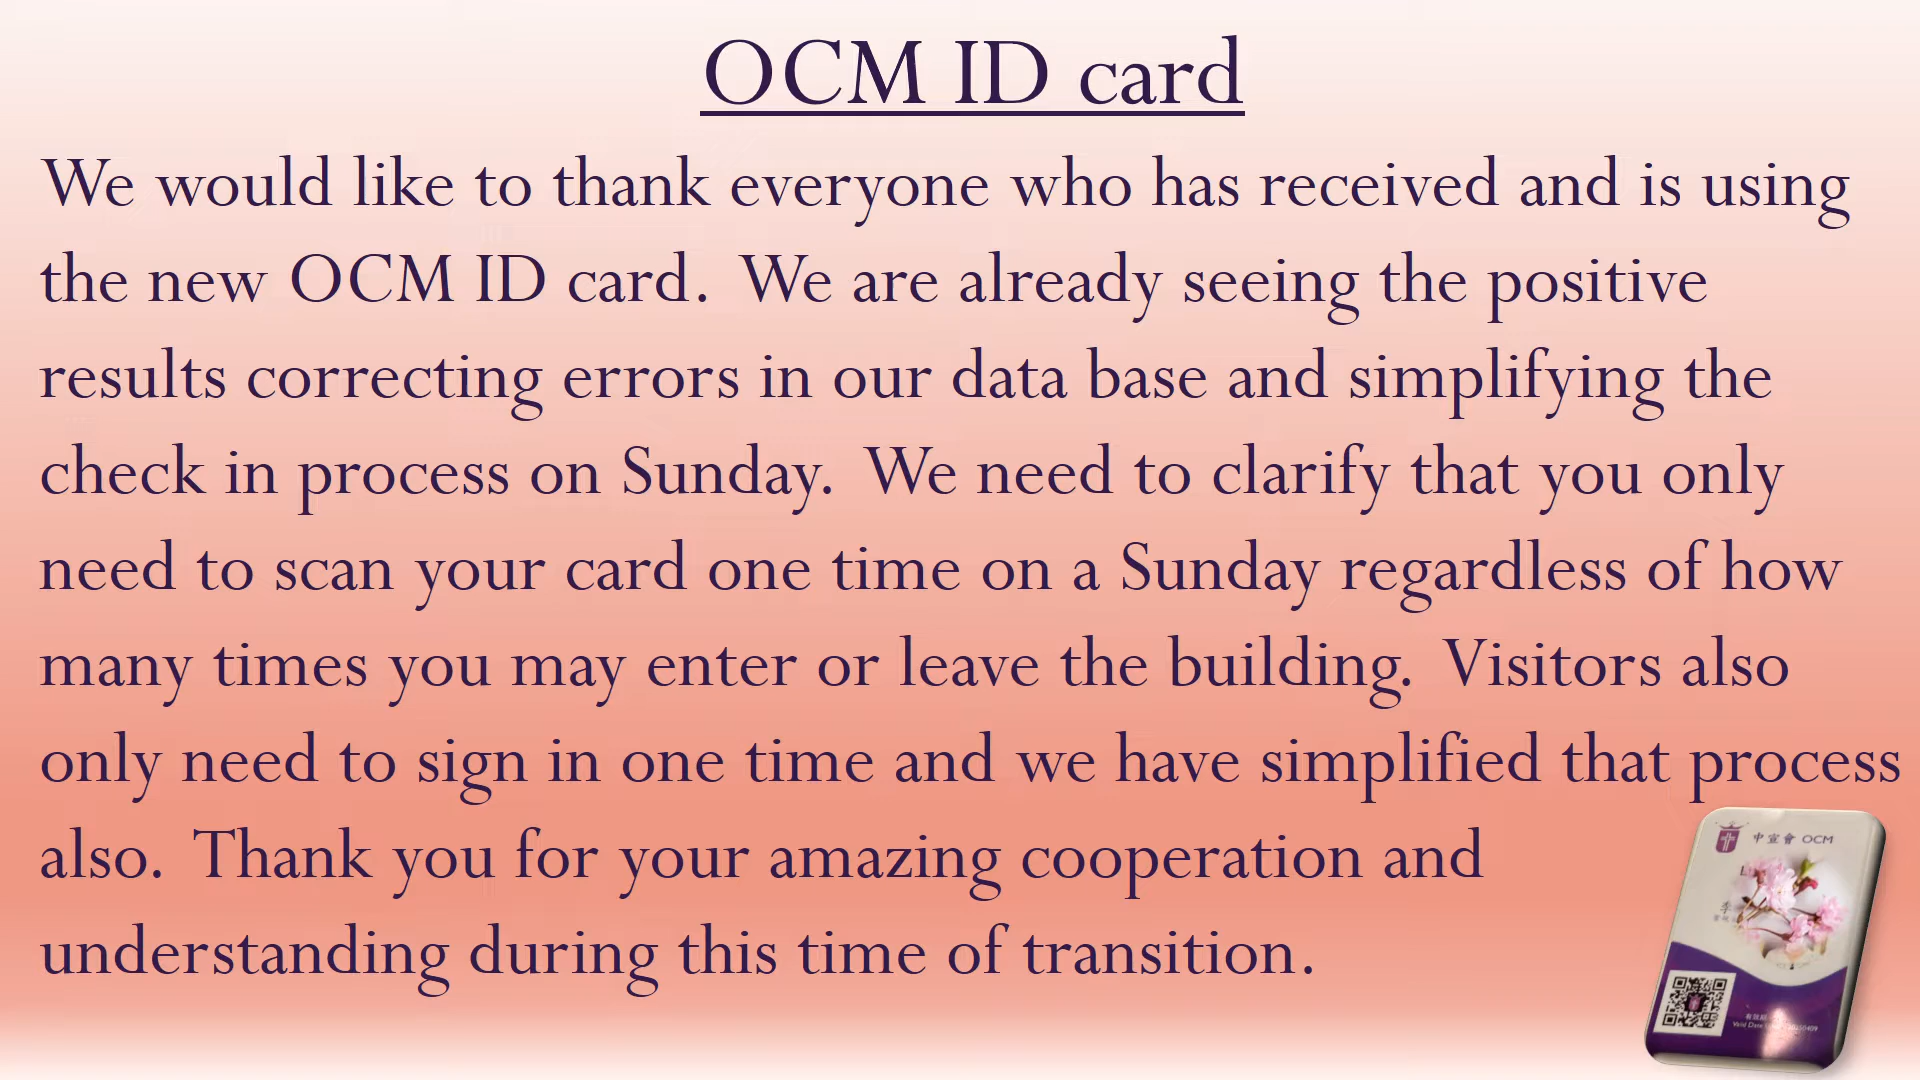 OCM ID card
We would like to thank everyone who has received and is using
the new OCM ID card.  We are already seeing the positive
results correcting errors in our data base and simplifying the
check in process on Sunday.  We need to clarify that you only
need to scan your card one time on a Sunday regardless of how
many times you may enter or leave the building.  Visitors also
only need to sign in one time and we have simplified that process
also.  Thank you for your amazing cooperation and
understanding during this time of transition.
中宣會 OCM
有效期
Valid Date